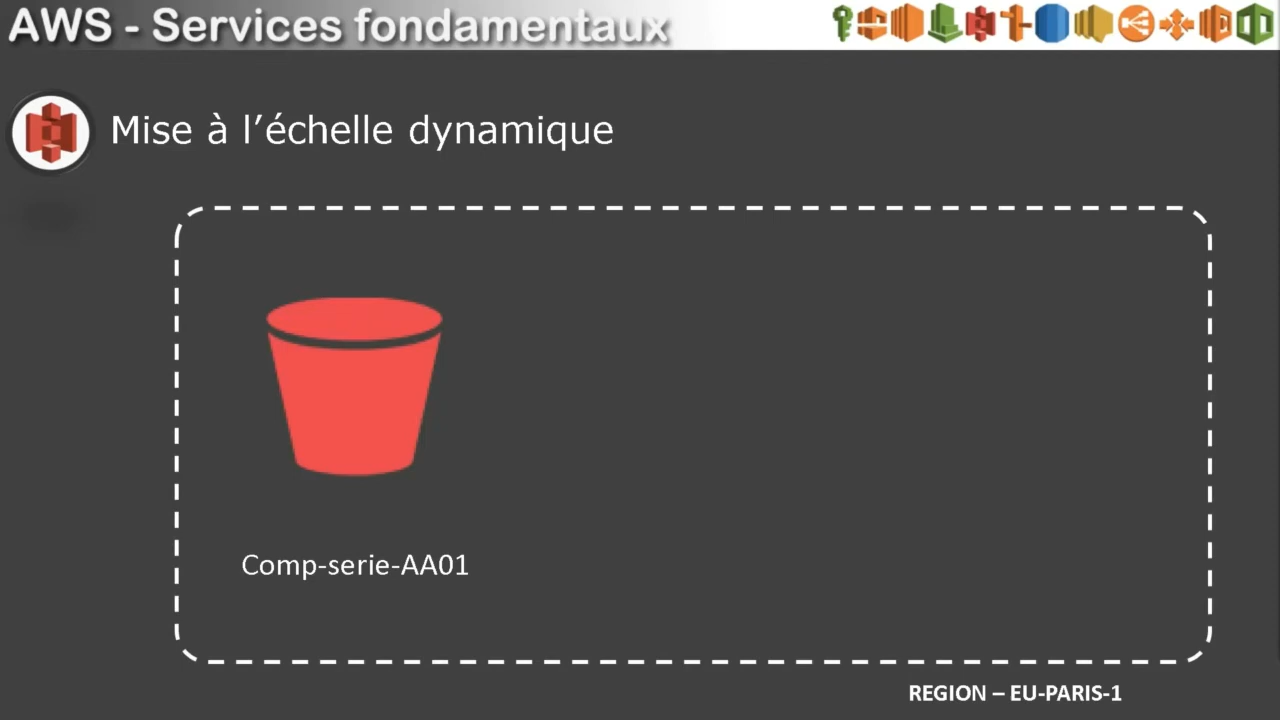 AWS - Services fondamentaux
Mise à l’échelle dynamique
Comp-serie-AA01
REGION – EU-PARIS-1